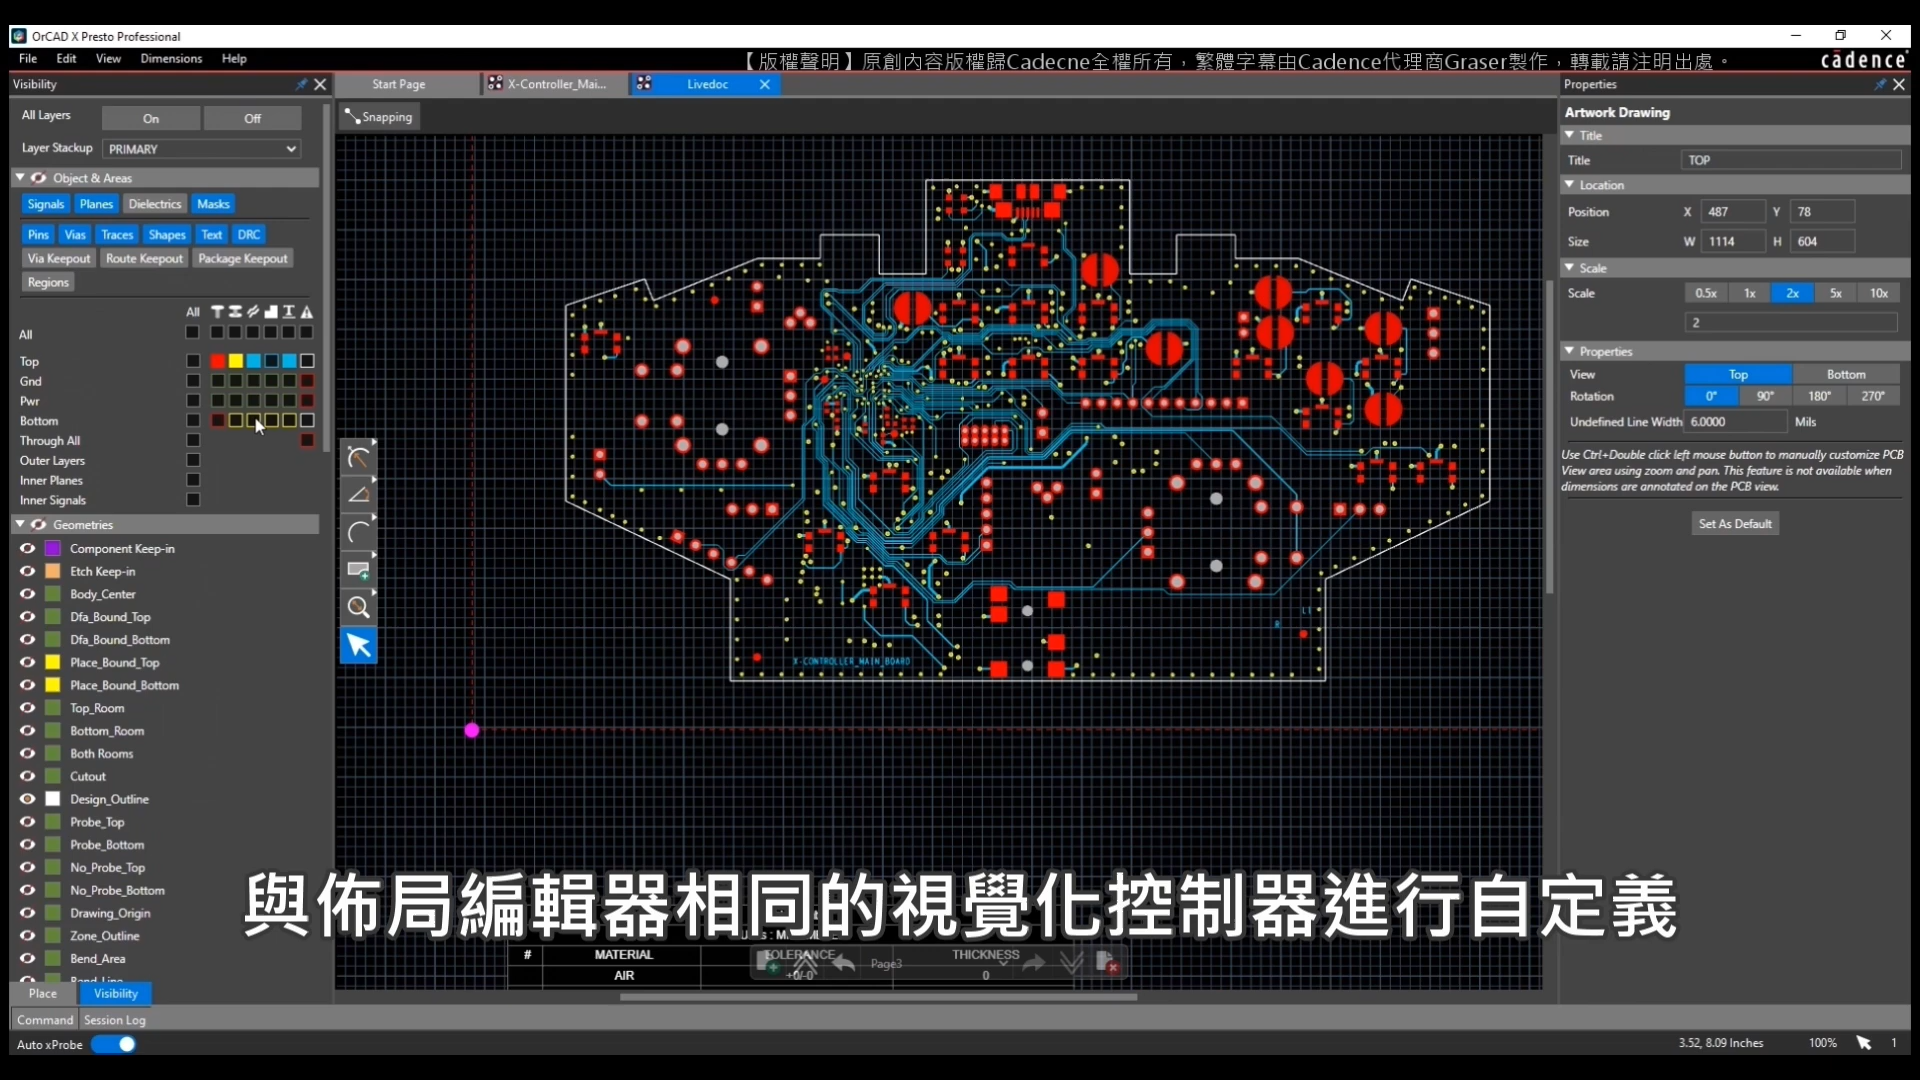 OrCAD X Presto Professional
File Edit View Dimensions Help
【版權聲明】原創內容版權歸Cadecne全權所有，繁體字幕由Cadence代理商Graser製作，轉載請注明出處。
cādence
Visibility
Start Page
X-Controller_Mai...
Livedoc
Properties
All Layers On Off
Layer Stackup PRIMARY
Object & Areas
Signals Planes Dielectrics Masks
Pins Vias Traces Shapes Text DRC
Via Keepout Route Keepout Package Keepout
Regions
All
All
Top
Gnd
Pwr
Bottom
Through All
Outer Layers
Inner Planes
Inner Signals
Geometries
Component Keep-in
Etch Keep-in
Body_Center
Dfa_Bound_Top
Dfa_Bound_Bottom
Place_Bound_Top
Place_Bound_Bottom
Top_Room
Bottom_Room
Both Rooms
Cutout
Design_Outline
Probe_Top
Probe_Bottom
No_Probe_Top
No_Probe_Bottom
Drawing_Origin
Zone_Outline
Bend_Area
Bend_Line
Place Visibility
Command Session Log
Auto xProbe
Snapping
X-CONTROLLER_MAIN_BOARD
L1
與佈局編輯器相同的視覺化控制器進行自定義
# MATERIAL TOLERANCE THICKNESS
AIR +0/-0 0
Page3
Artwork Drawing
Title
Title TOP
Location
Position X 487 Y 78
Size W 1114 H 604
Scale
Scale 0.5x 1x 2x 5x 10x
2
Properties
View Top Bottom
Rotation 0° 90° 180° 270°
Undefined Line Width 6.0000 Mils
Use Ctrl+Double click left mouse button to manually customize PCB
View area using zoom and pan. This feature is not available when
dimensions are annotated on the PCB view.
Set As Default
3.52, 8.09 Inches 100% 1